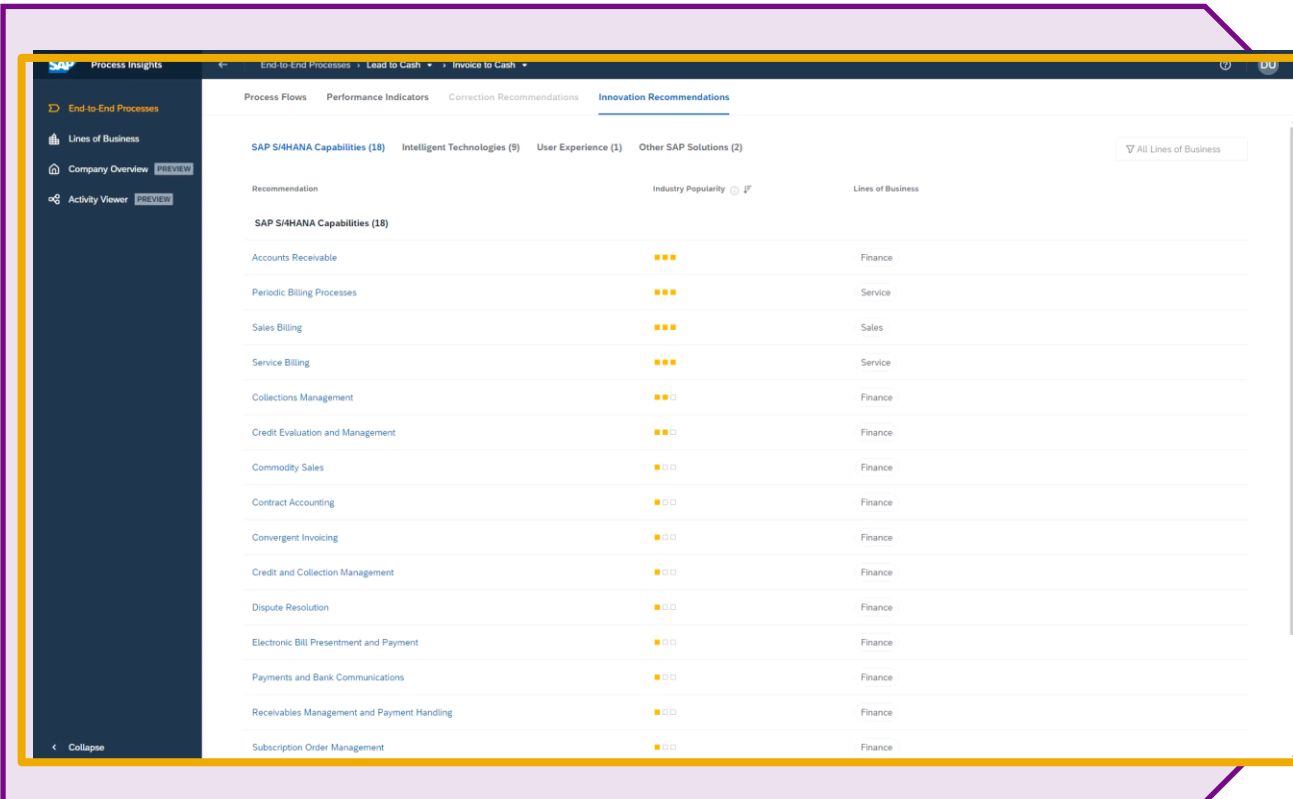 SAP Process Insights ← End-to-End Processes › Lead to Cash ▾ › Invoice to Cash ▾ DU
End-to-End Processes
Lines of Business
Company Overview PREVIEW
Activity Viewer PREVIEW
Collapse
Process Flows Performance Indicators Correction Recommendations Innovation Recommendations
SAP S/4HANA Capabilities (18) Intelligent Technologies (9) User Experience (1) Other SAP Solutions (2) All Lines of Business
Recommendation Industry Popularity Lines of Business
SAP S/4HANA Capabilities (18)
Accounts Receivable Finance
Periodic Billing Processes Service
Sales Billing Sales
Service Billing Service
Collections Management Finance
Credit Evaluation and Management Finance
Commodity Sales Finance
Contract Accounting Finance
Convergent Invoicing Finance
Credit and Collection Management Finance
Dispute Resolution Finance
Electronic Bill Presentment and Payment Finance
Payments and Bank Communications Finance
Receivables Management and Payment Handling Finance
Subscription Order Management Finance